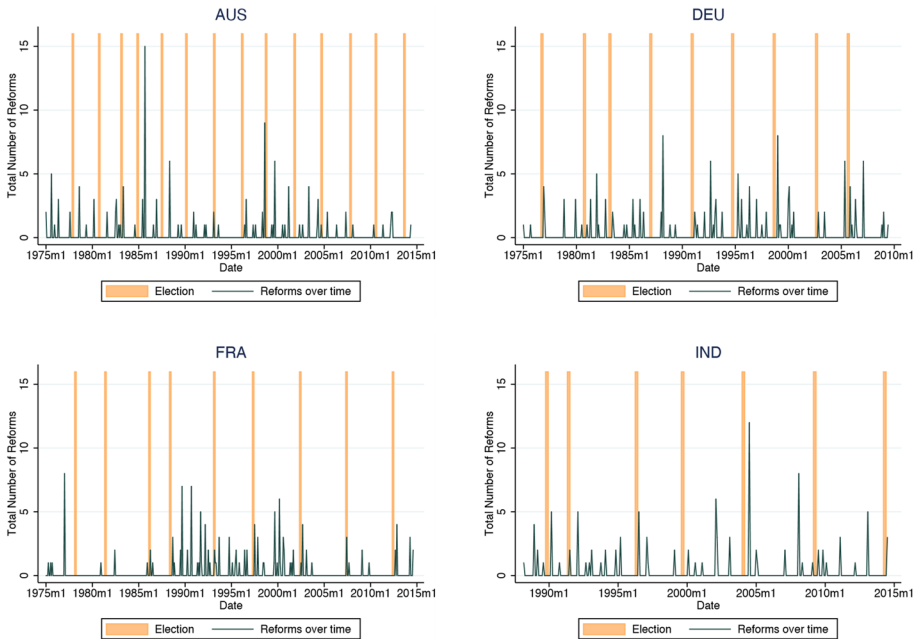 AUS
Total Number of Reforms
15
10
5
0
1975m1 1980m1 1985m1 1990m1 1995m1 2000m1 2005m1 2010m1 2015m1
Date
Election Reforms over time
DEU
Total Number of Reforms
15
10
5
0
1975m1 1980m1 1985m1 1990m1 1995m1 2000m1 2005m1 2010m1
Date
Election Reforms over time
FRA
Total Number of Reforms
15
10
5
0
1975m1 1980m1 1985m1 1990m1 1995m1 2000m1 2005m1 2010m1 2015m1
Date
Election Reforms over time
IND
Total Number of Reforms
15
10
5
0
1990m1 1995m1 2000m1 2005m1 2010m1 2015m1
Date
Election Reforms over time